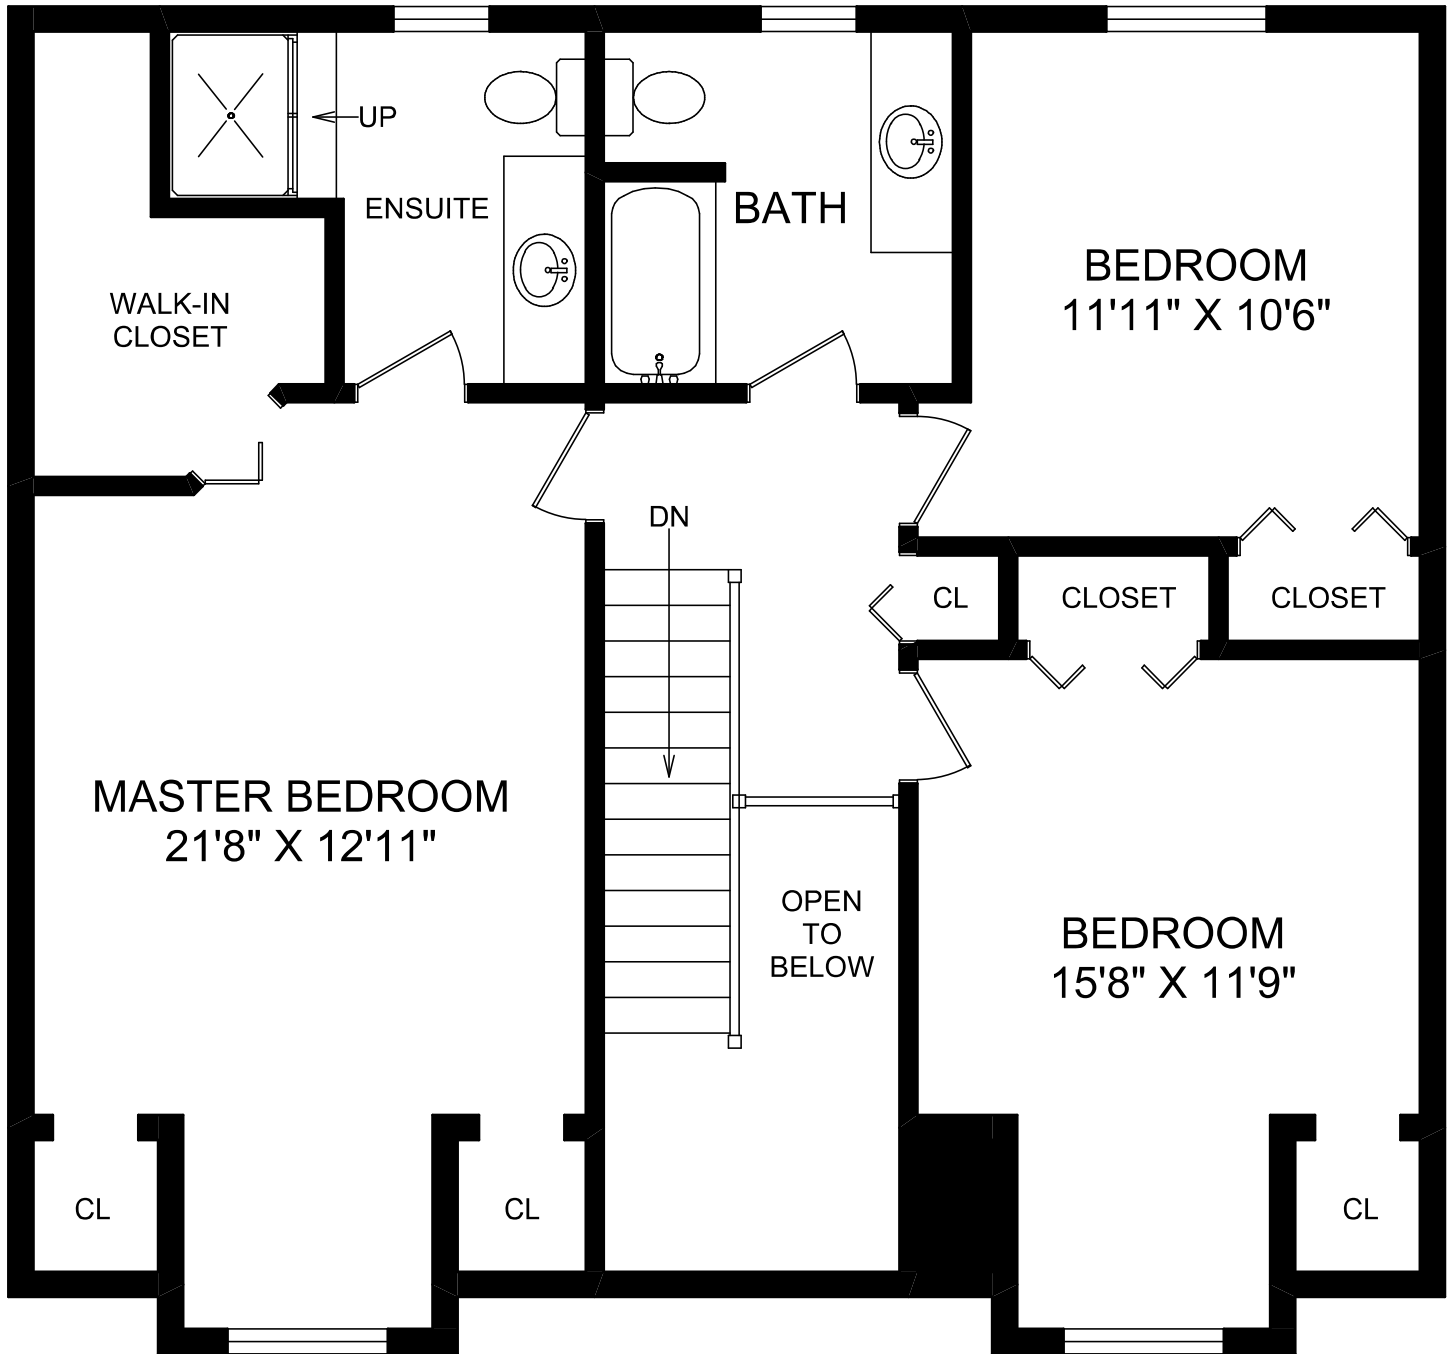 UP
ENSUITE
BATH
BEDROOM
11'11" X 10'6"
WALK-IN
CLOSET
DN
CL
CLOSET
CLOSET
MASTER BEDROOM
21'8" X 12'11"
OPEN
TO
BELOW
BEDROOM
15'8" X 11'9"
CL
CL
CL